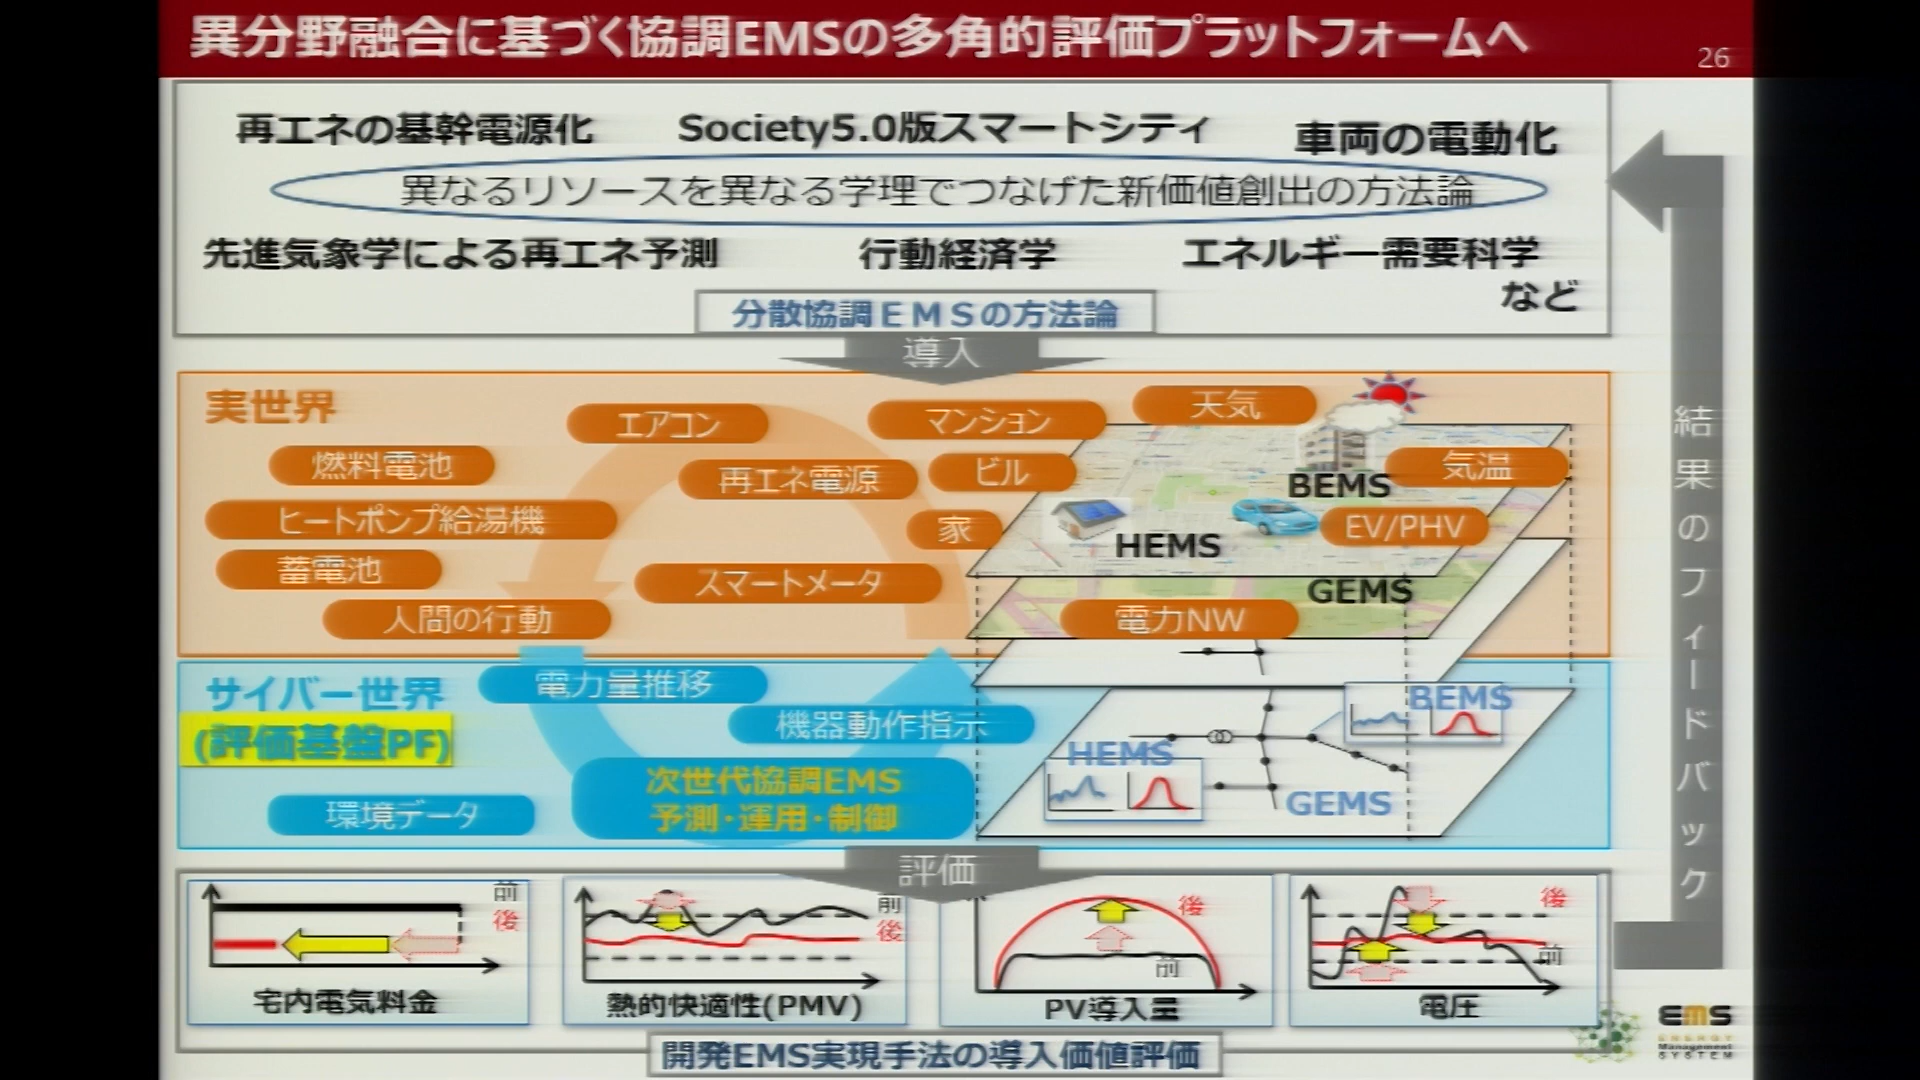 異分野融合に基づく協調EMSの多角的評価プラットフォームへ
26
再エネの基幹電源化
Society5.0版スマートシティ
車両の電動化
異なるリソースを異なる学理でつなげた新価値創出の方法論
先進気象学による再エネ予測
行動経済学
エネルギー需要科学
など
分散協調ＥＭＳの方法論
導入
結果のフィードバック
実世界
エアコン
マンション
天気
燃料電池
再エネ電源
ビル
気温
BEMS
ヒートポンプ給湯機
家
EV/PHV
HEMS
蓄電池
スマートメータ
GEMS
人間の行動
電力NW
サイバー世界
(評価基盤PF)
電力量推移
機器動作指示
BEMS
HEMS
環境データ
次世代協調EMS
予測・運用・制御
GEMS
評価
前
後
宅内電気料金
前
後
熱的快適性(PMV)
後
前
PV導入量
後
前
電圧
開発EMS実現手法の導入価値評価
EMS
ENERGY
Management
SYSTEM